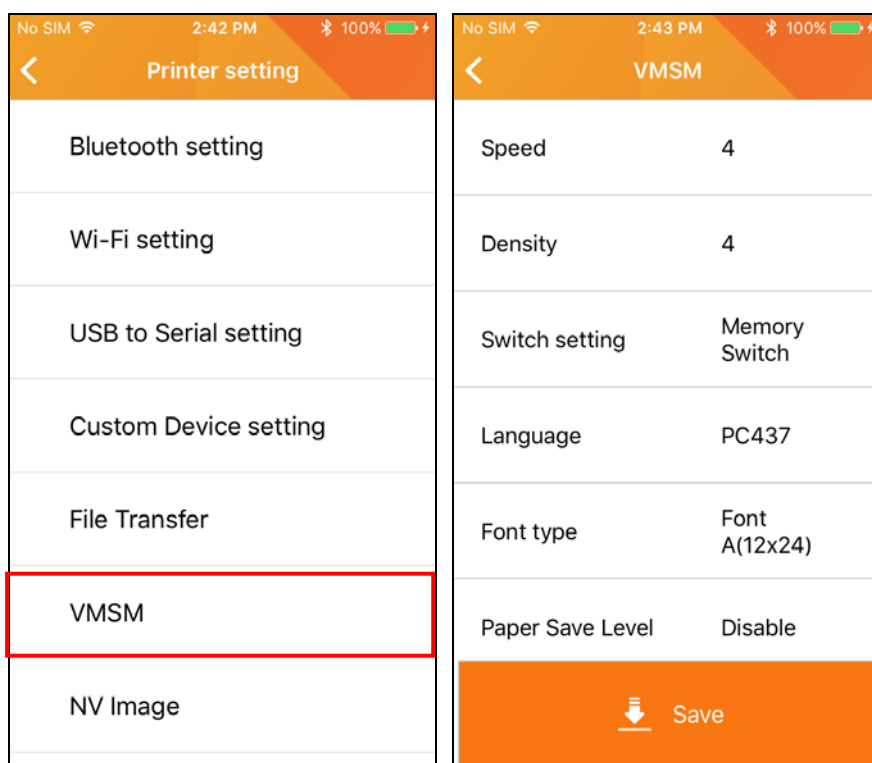 No SIM 2:42 PM 100%
Printer setting
Bluetooth setting
Wi-Fi setting
USB to Serial setting
Custom Device setting
File Transfer
VMSM
NV Image
No SIM 2:43 PM 100%
VMSM
Speed 4
Density 4
Switch setting Memory
Switch
Language PC437
Font type Font
A(12x24)
Paper Save Level Disable
Save